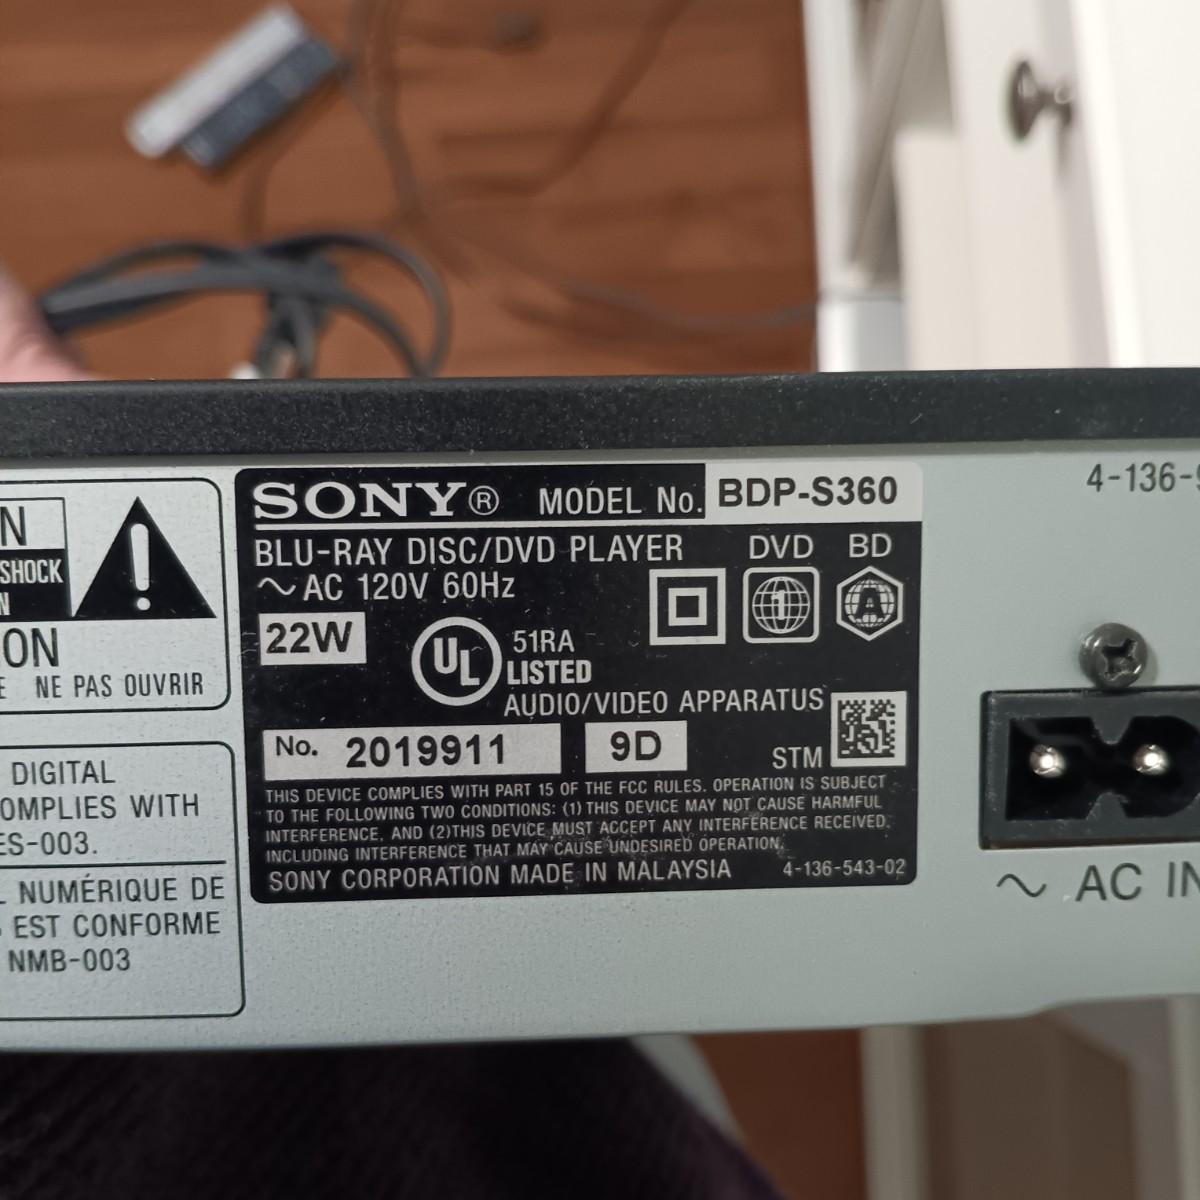 N
SHOCK
N
ON
E NE PAS OUVRIR
DIGITAL
OMPLIES WITH
ES-003.
L NUMÉRIQUE DE
S EST CONFORME
NMB-003
SONY® MODEL No. BDP-S360
BLU-RAY DISC/DVD PLAYER DVD BD
~ AC 120V 60Hz
1 A
22W
UL 51RA
LISTED
AUDIO/VIDEO APPARATUS
No. 2019911 9D STM
THIS DEVICE COMPLIES WITH PART 15 OF THE FCC RULES. OPERATION IS SUBJECT
TO THE FOLLOWING TWO CONDITIONS: (1) THIS DEVICE MAY NOT CAUSE HARMFUL
INTERFERENCE, AND (2)THIS DEVICE MUST ACCEPT ANY INTERFERENCE RECEIVED,
INCLUDING INTERFERENCE THAT MAY CAUSE UNDESIRED OPERATION.
SONY CORPORATION MADE IN MALAYSIA 4-136-543-02
4-136-
~ AC IN